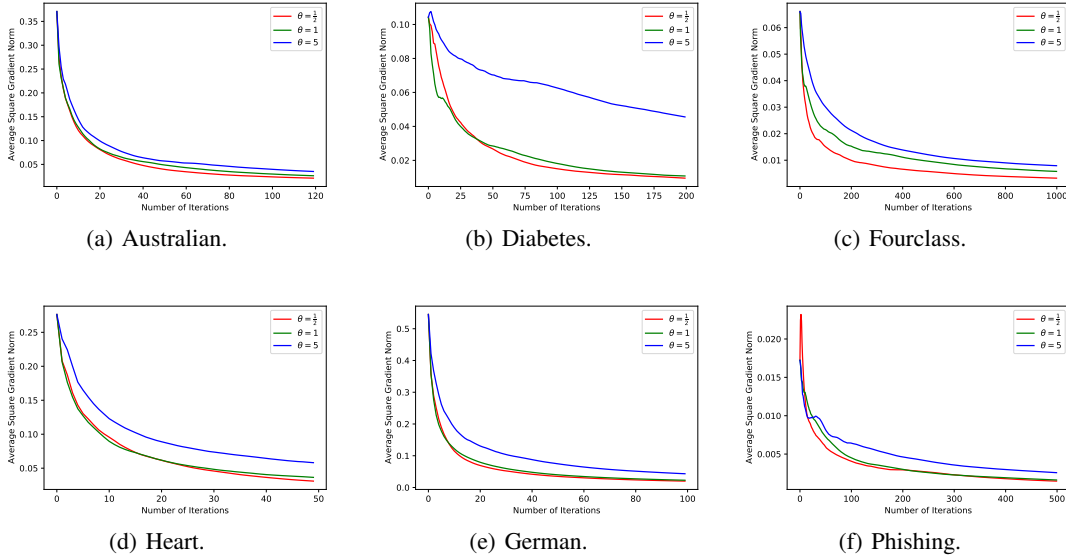 0.35
0.30
0.25
0.20
0.15
0.10
0.05
Average Square Gradient Norm
0 20 40 60 80 100 120
Number of Iterations
θ = 1/2
θ = 1
θ = 5
(a) Australian.
0.10
0.08
0.06
0.04
0.02
Average Square Gradient Norm
0 25 50 75 100 125 150 175 200
Number of Iterations
θ = 1/2
θ = 1
θ = 5
(b) Diabetes.
0.06
0.05
0.04
0.03
0.02
0.01
Average Square Gradient Norm
0 200 400 600 800 1000
Number of Iterations
θ = 1/2
θ = 1
θ = 5
(c) Fourclass.
0.25
0.20
0.15
0.10
0.05
Average Square Gradient Norm
0 10 20 30 40 50
Number of Iterations
θ = 1/2
θ = 1
θ = 5
(d) Heart.
0.5
0.4
0.3
0.2
0.1
0.0
Average Square Gradient Norm
0 20 40 60 80 100
Number of Iterations
θ = 1/2
θ = 1
θ = 5
(e) German.
0.020
0.015
0.010
0.005
Average Square Gradient Norm
0 100 200 300 400 500
Number of Iterations
θ = 1/2
θ = 1
θ = 5
(f) Phishing.